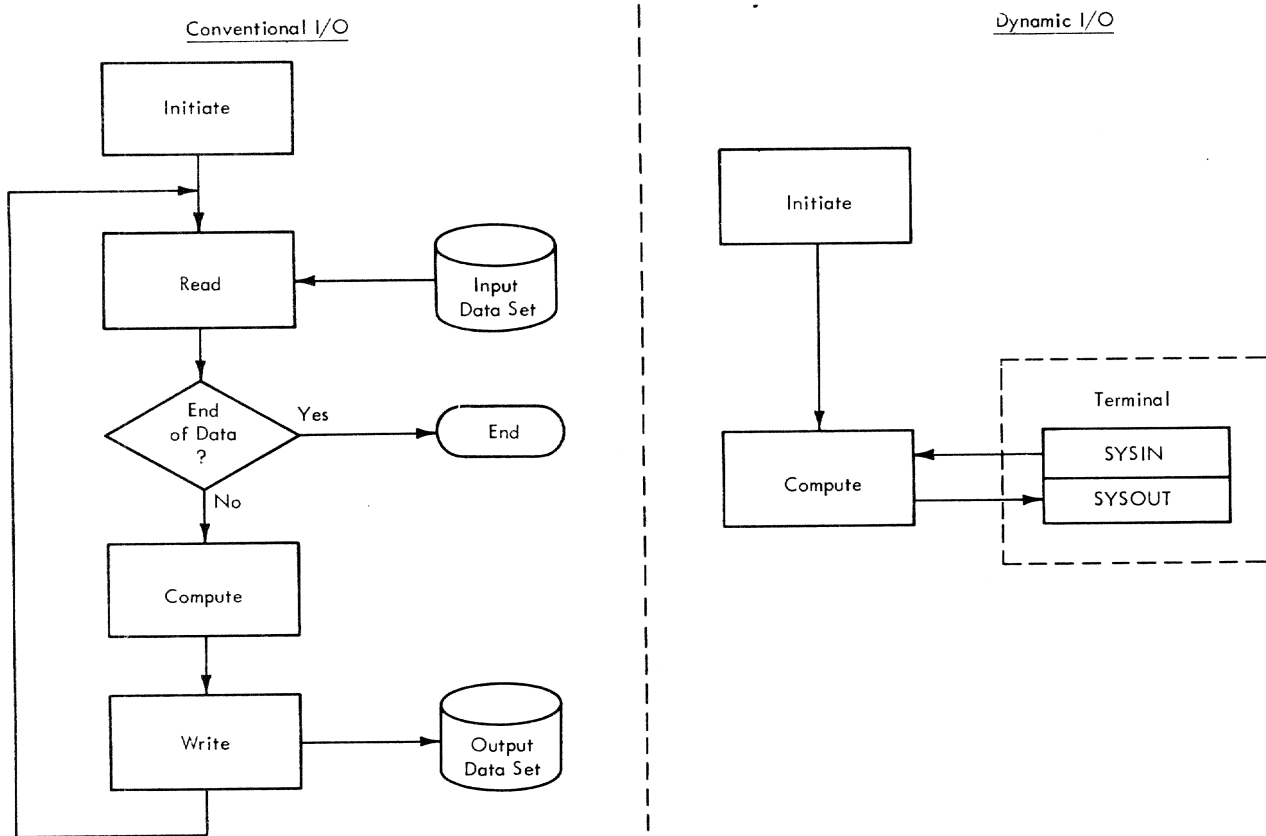 Conventional I/O
Initiate
Read
Input
Data Set
End
of Data
?
Yes
End
No
Compute
Write
Output
Data Set
Dynamic I/O
Initiate
Compute
Terminal
SYSIN
SYSOUT